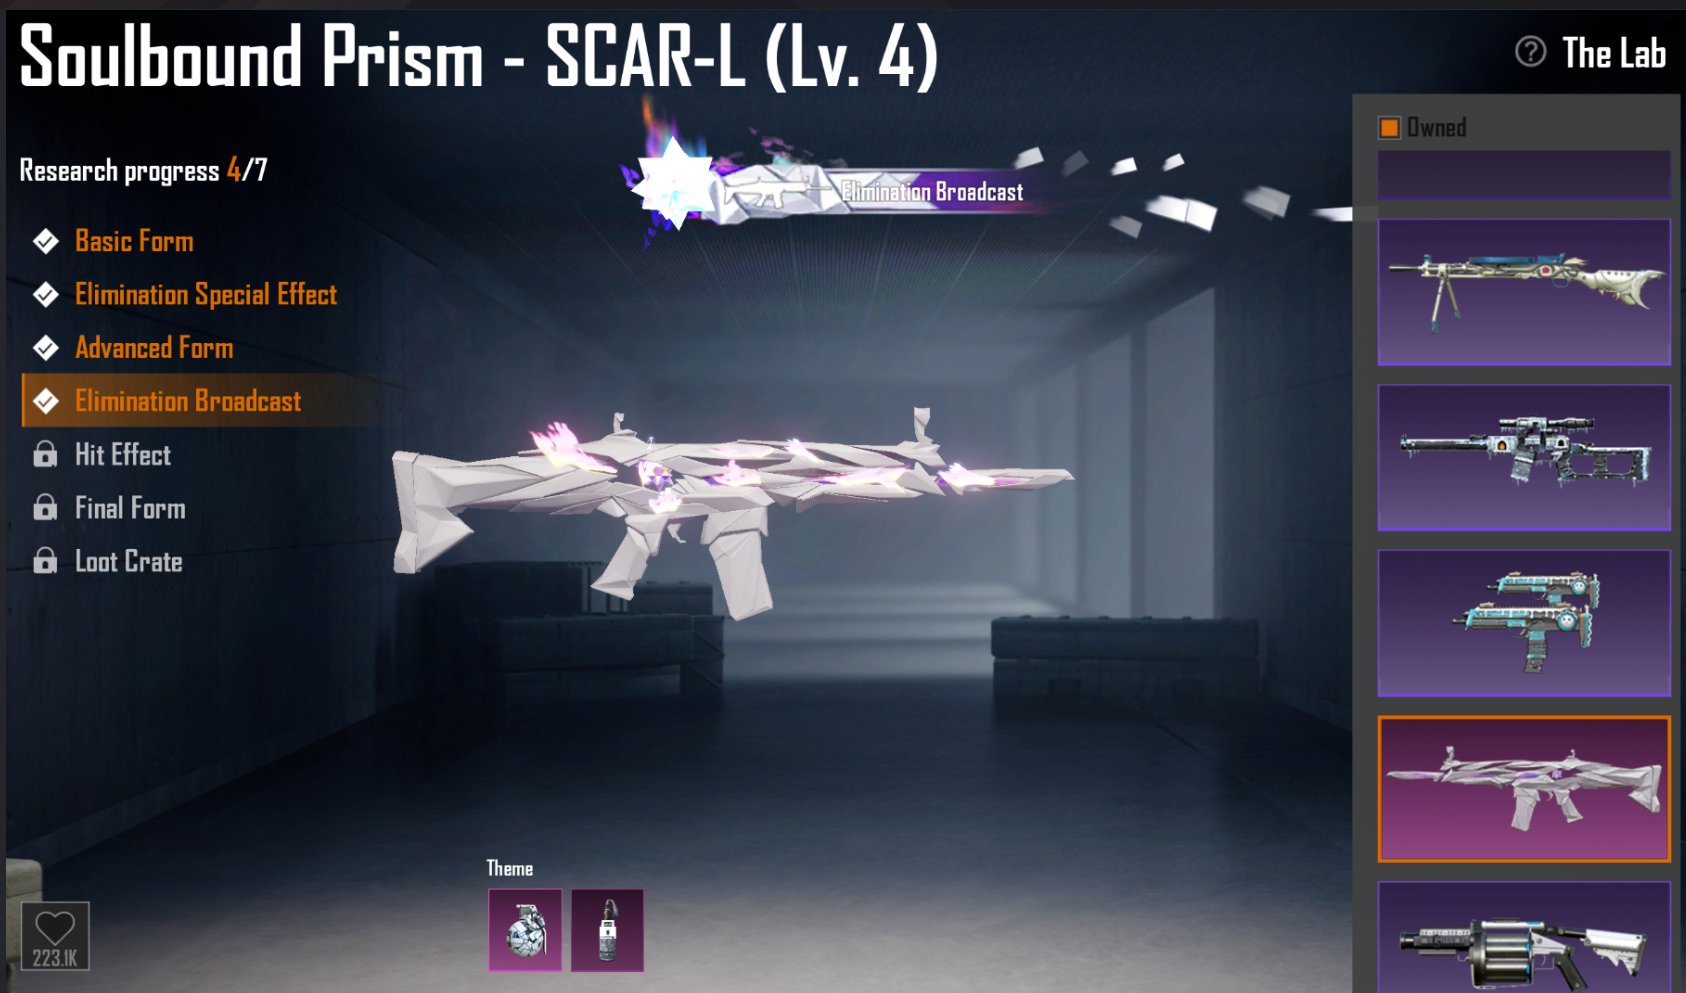 Soulbound Prism - SCAR-L (Lv. 4)
? The Lab
Owned
Research progress 4/7
Elimination Broadcast
Basic Form
Elimination Special Effect
Advanced Form
Elimination Broadcast
Hit Effect
Final Form
Loot Crate
Theme
223.1K